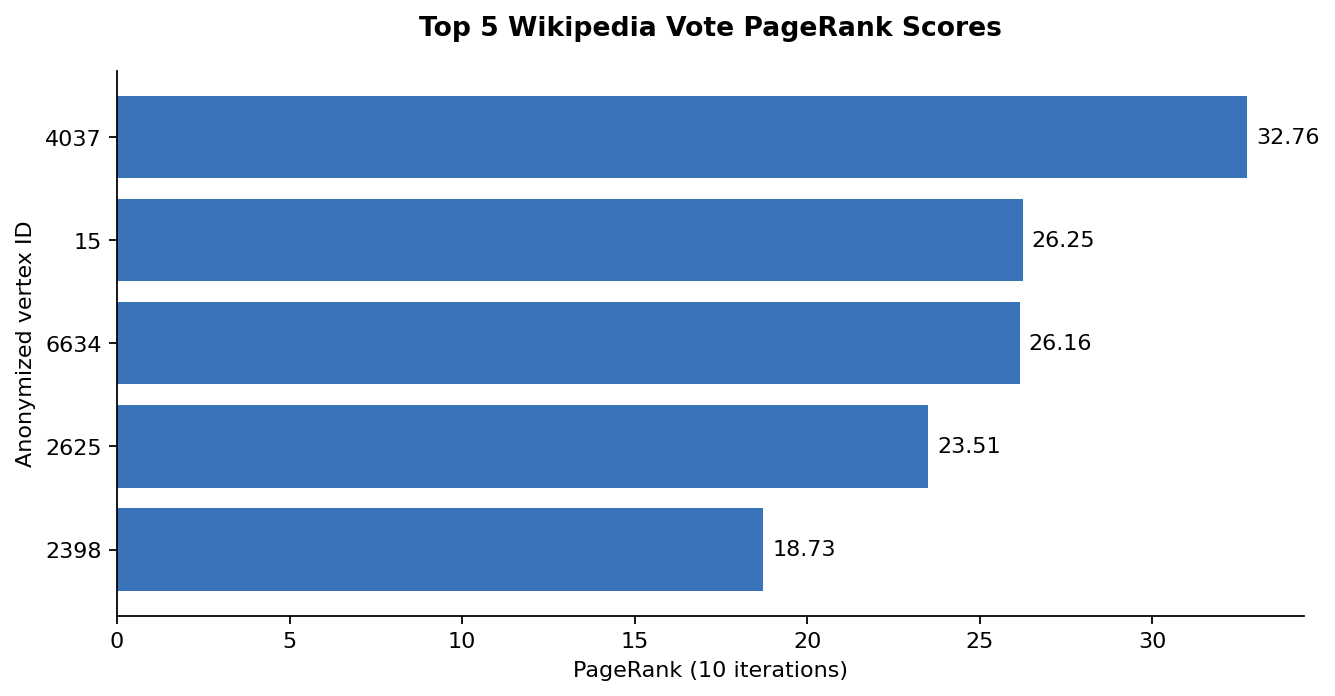 Top 5 Wikipedia Vote PageRank Scores
Anonymized vertex ID
4037 32.76
15 26.25
6634 26.16
2625 23.51
2398 18.73
0 5 10 15 20 25 30
PageRank (10 iterations)